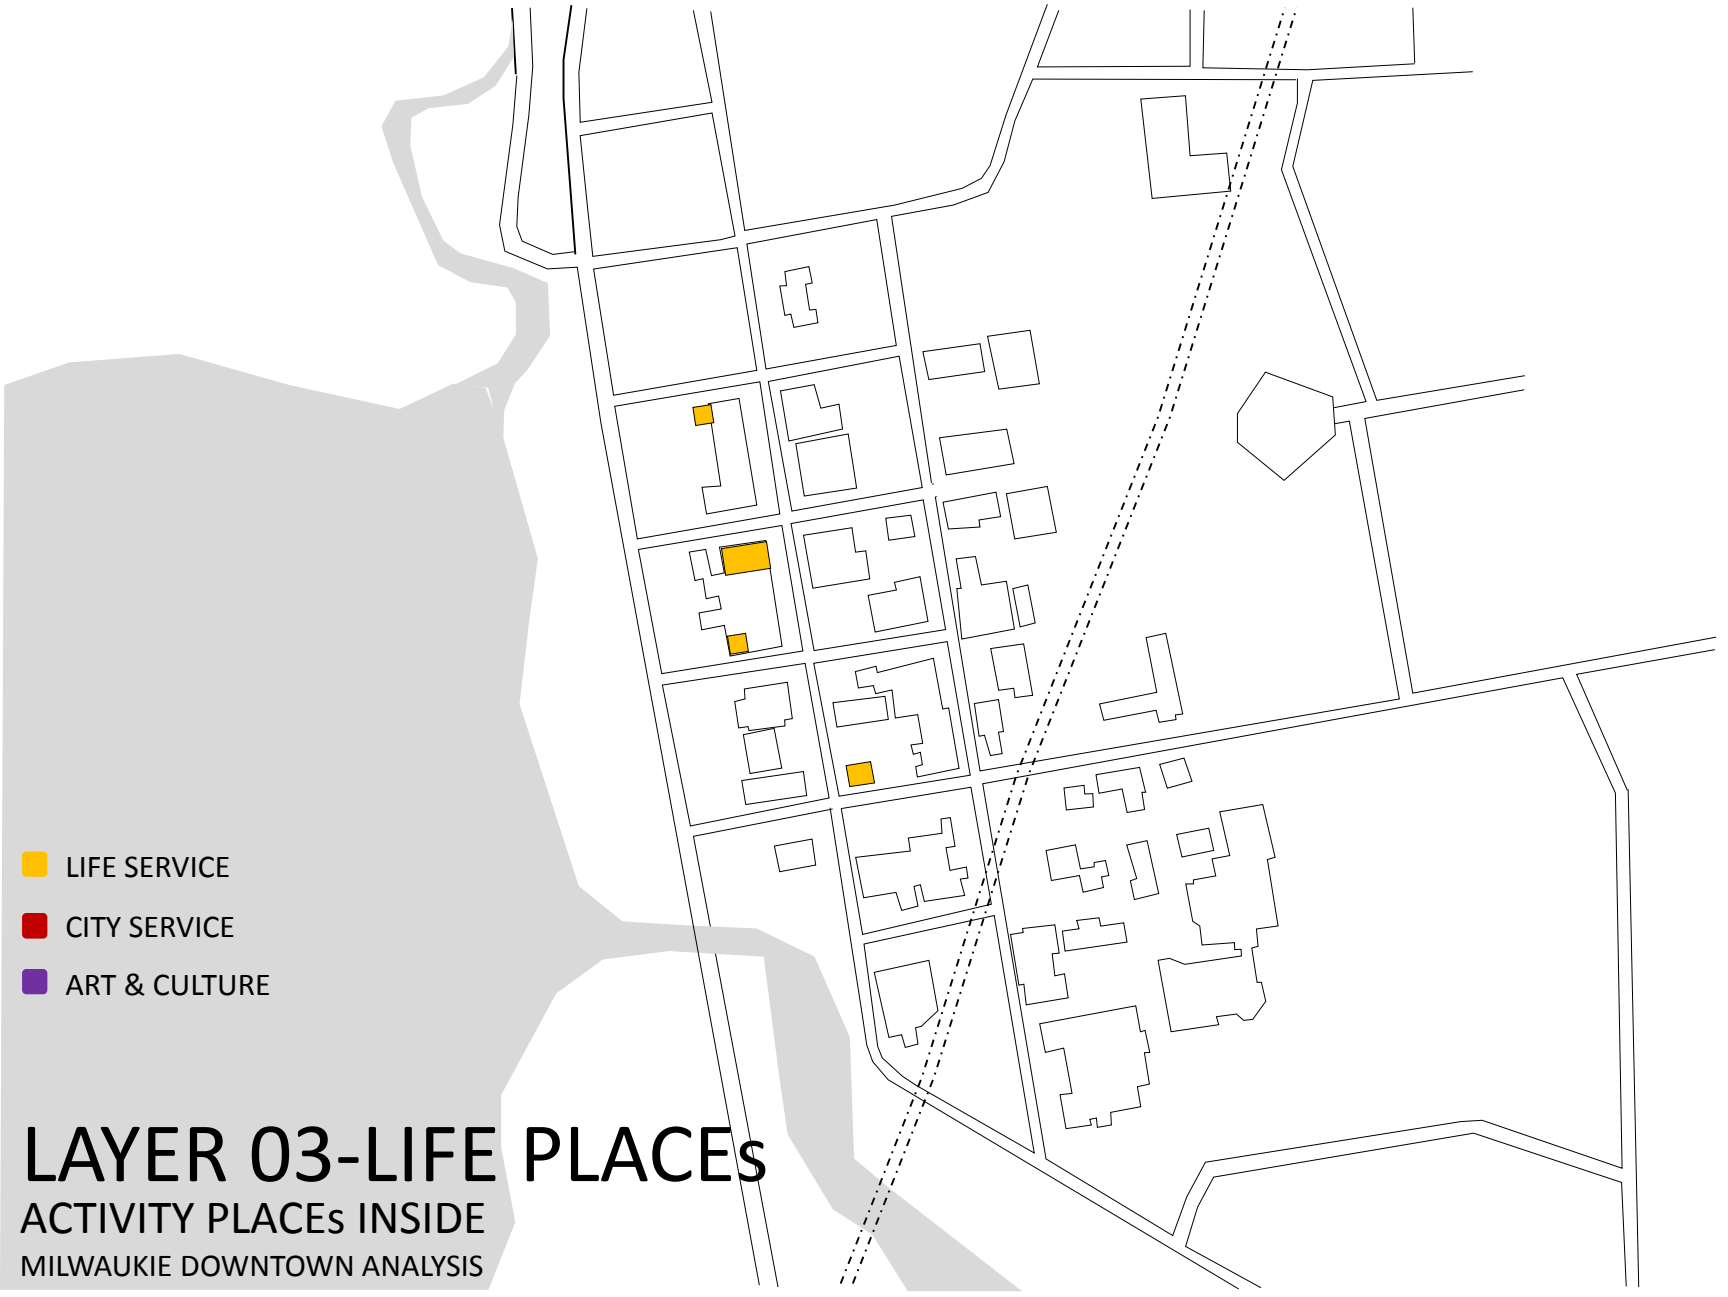 LIFE SERVICE
CITY SERVICE
ART & CULTURE
LAYER 03-LIFE PLACEs
ACTIVITY PLACEs INSIDE
MILWAUKIE DOWNTOWN ANALYSIS